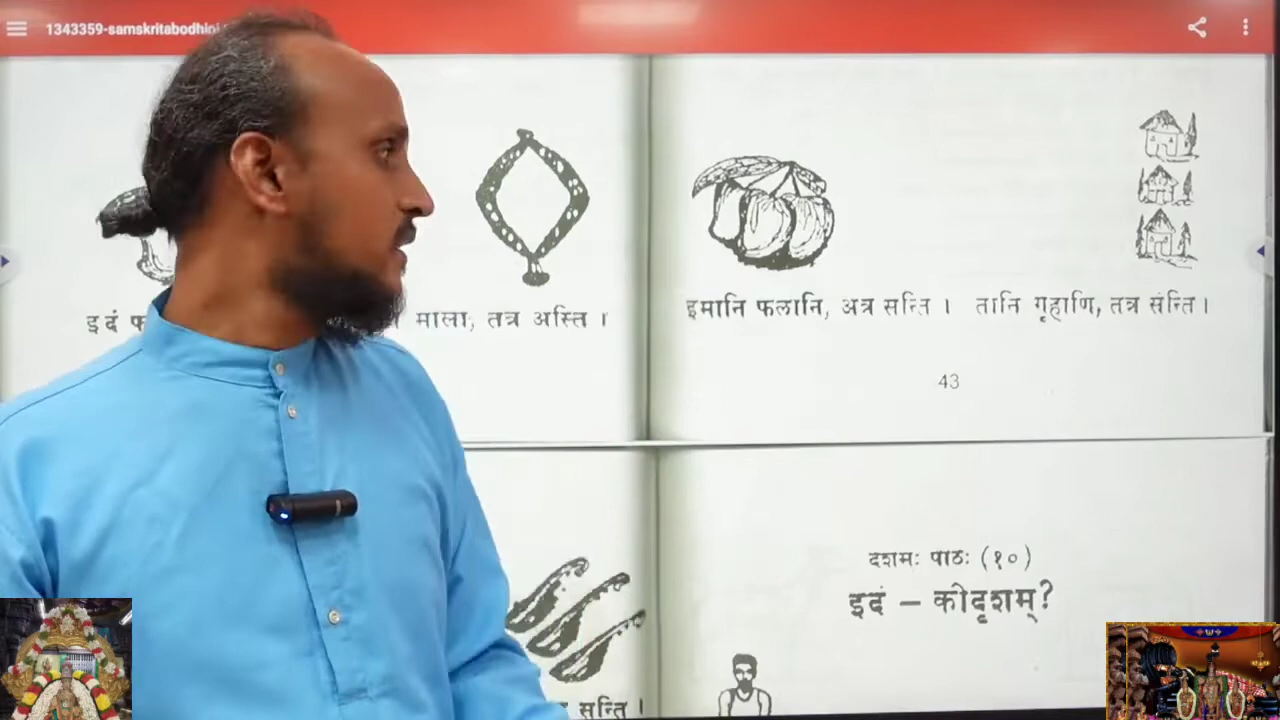 1343359-samskritabodhini
इदं
माला, तत्र अस्ति ।
इमानि फलानि, अत्र सन्ति । तानि गृहाणि, तत्र संन्ति ।
43
सन्ति ।
दशमः पाठः (१०)
इदं – कीदृशम्?